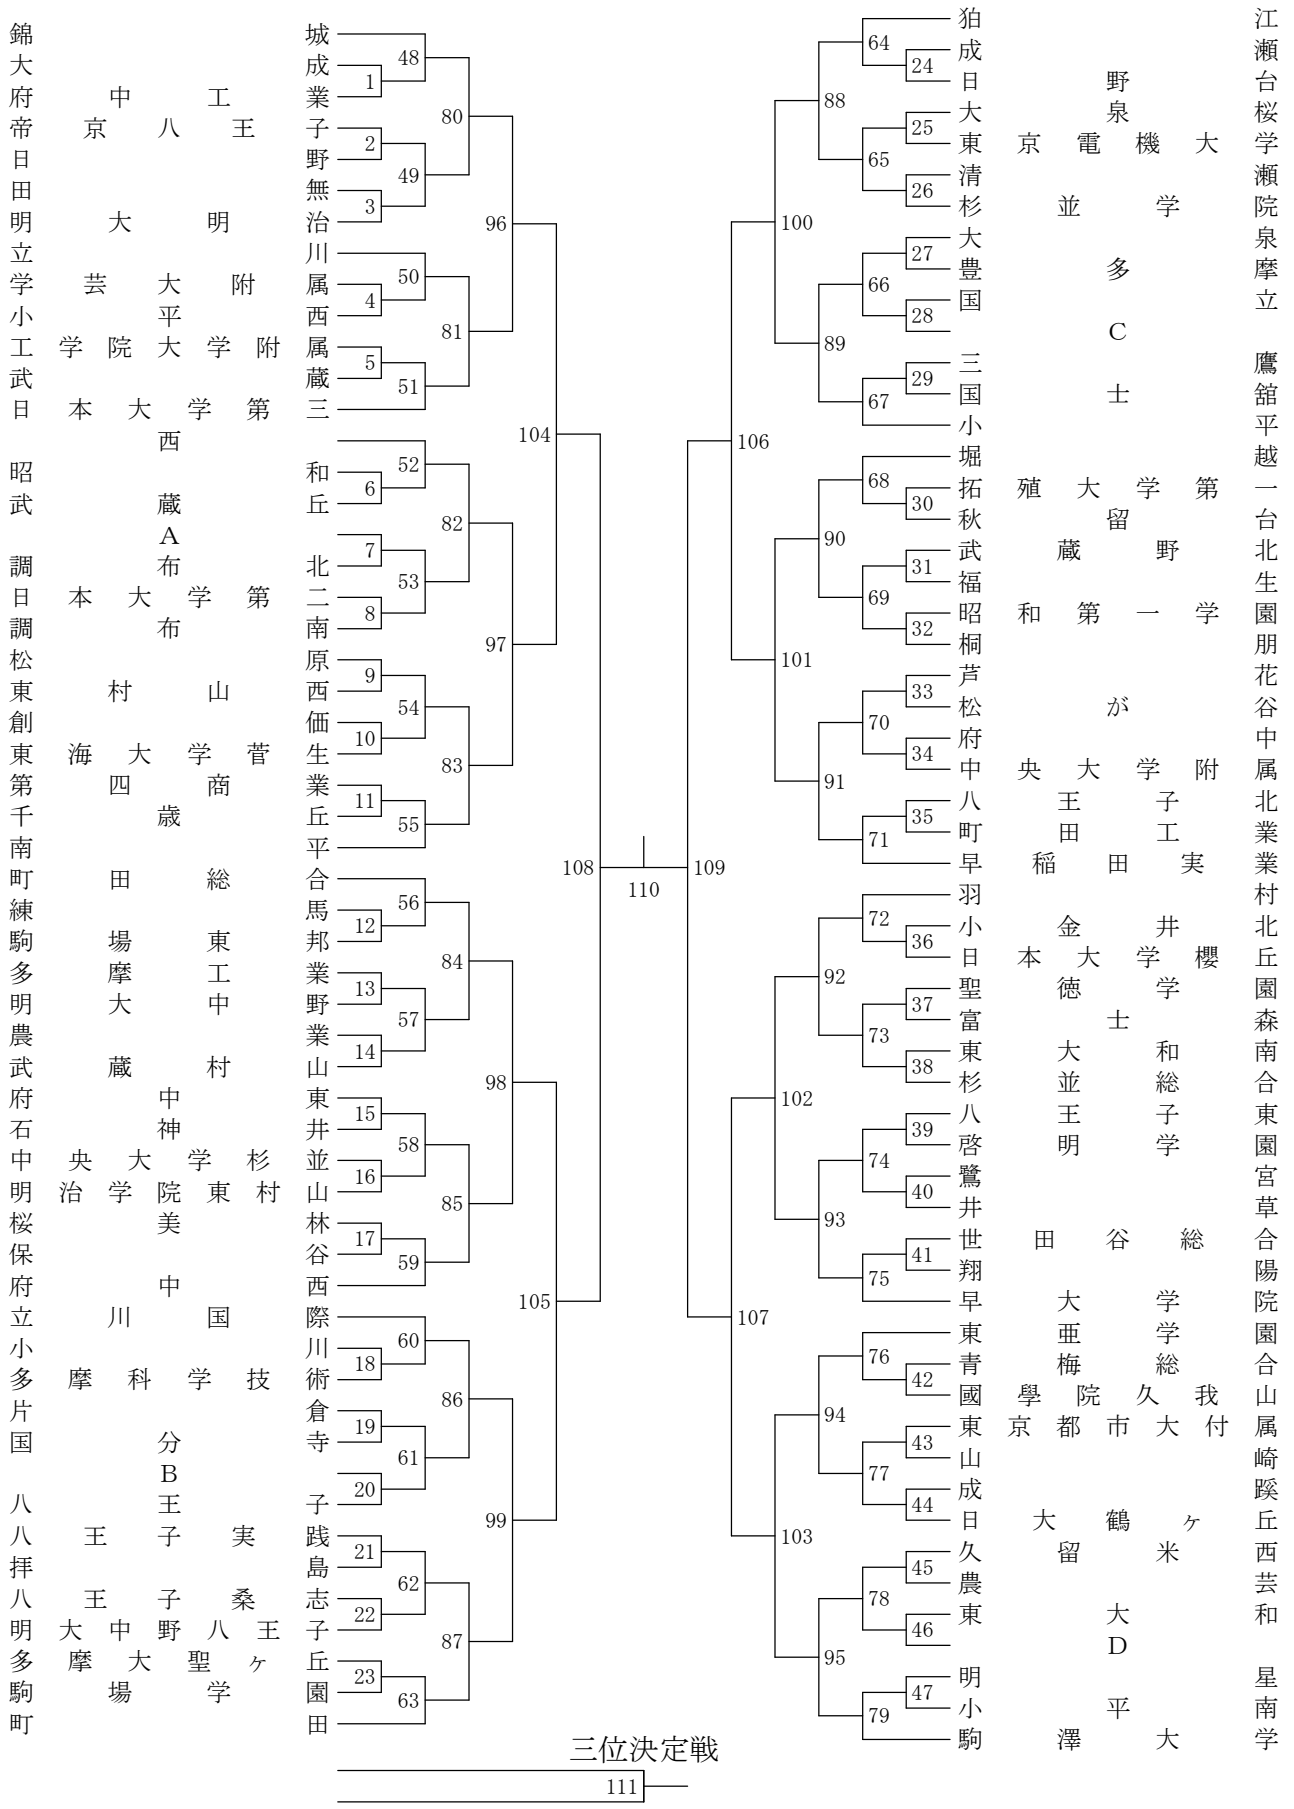 錦城
大成
府中工業
帝京八王子
日野
田無
明大明治
立川
学芸大附属
小平西
工学院大学附属
武蔵
日本大学第三
西
昭和
武蔵丘
A
調布北
日本大学第二
調布南
松原
東村山西
創価
東海大学菅生
第四商業
千歳丘
南平
町田総合
練馬
駒場東邦
多摩工業
明大中野
農業
武蔵村山
府中東
石神井
中央大学杉並
明治学院東村山
桜美林
保谷
府中西
立川国際
小川
多摩科学技術
片倉
国分寺
B
八王子
八王子実践
拝島
八王子桑志
明大中野八王子
多摩大聖ヶ丘
駒場学園
町田
1
2
3
4
5
6
7
8
9
10
11
12
13
14
15
16
17
18
19
20
21
22
23
48
49
50
51
52
53
54
55
56
57
58
59
60
61
62
63
80
81
82
83
84
85
86
87
96
97
98
99
104
105
108
110
109
106
107
100
101
102
103
88
89
90
91
92
93
94
95
64
65
66
67
68
69
70
71
72
73
74
75
76
77
78
79
24
25
26
27
28
29
30
31
32
33
34
35
36
37
38
39
40
41
42
43
44
45
46
47
狛江
成瀬
日野台
大泉桜
東京電機大学
清瀬
杉並学院
大泉
豊多摩
国立
C
三鷹
国士舘
小平
堀越
拓殖大学第一
秋留台
武蔵野北
福生
昭和第一学園
桐朋
芦花
松が谷
府中
中央大学附属
八王子北
町田工業
早稲田実業
羽村
小金井北
日本大学櫻丘
聖徳学園
富士森
東大和南
杉並総合
八王子東
啓明学園
鷺宮
井草
世田谷総合
翔陽
早大学院
東亜学園
青梅総合
國學院久我山
東京都市大付属
山崎
成蹊
日大鶴ヶ丘
久留米西
農芸
東大和
D
明星
小平南
駒澤大学
三位決定戦
111